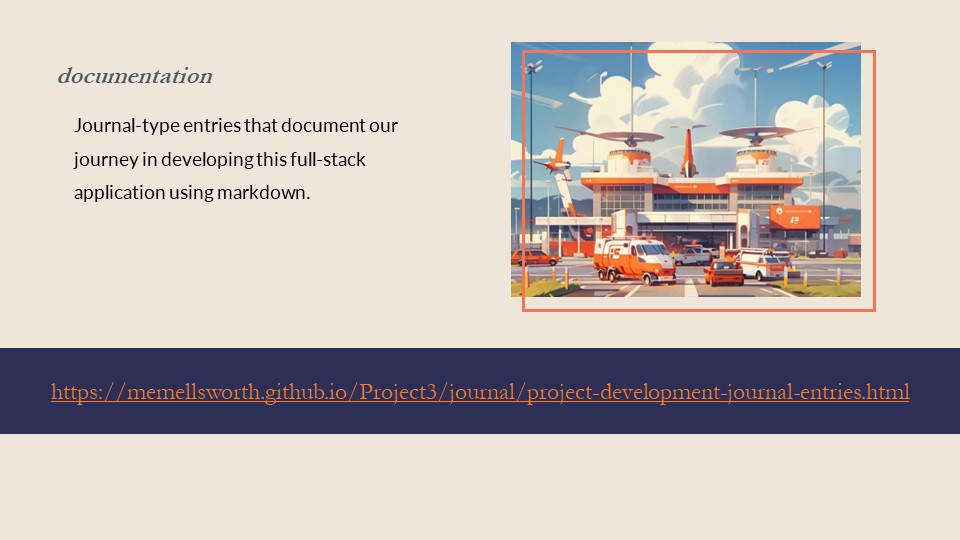 documentation
Journal-type entries that document our
journey in developing this full-stack
application using markdown.
https://memellsworth.github.io/Project3/journal/project-development-journal-entries.html